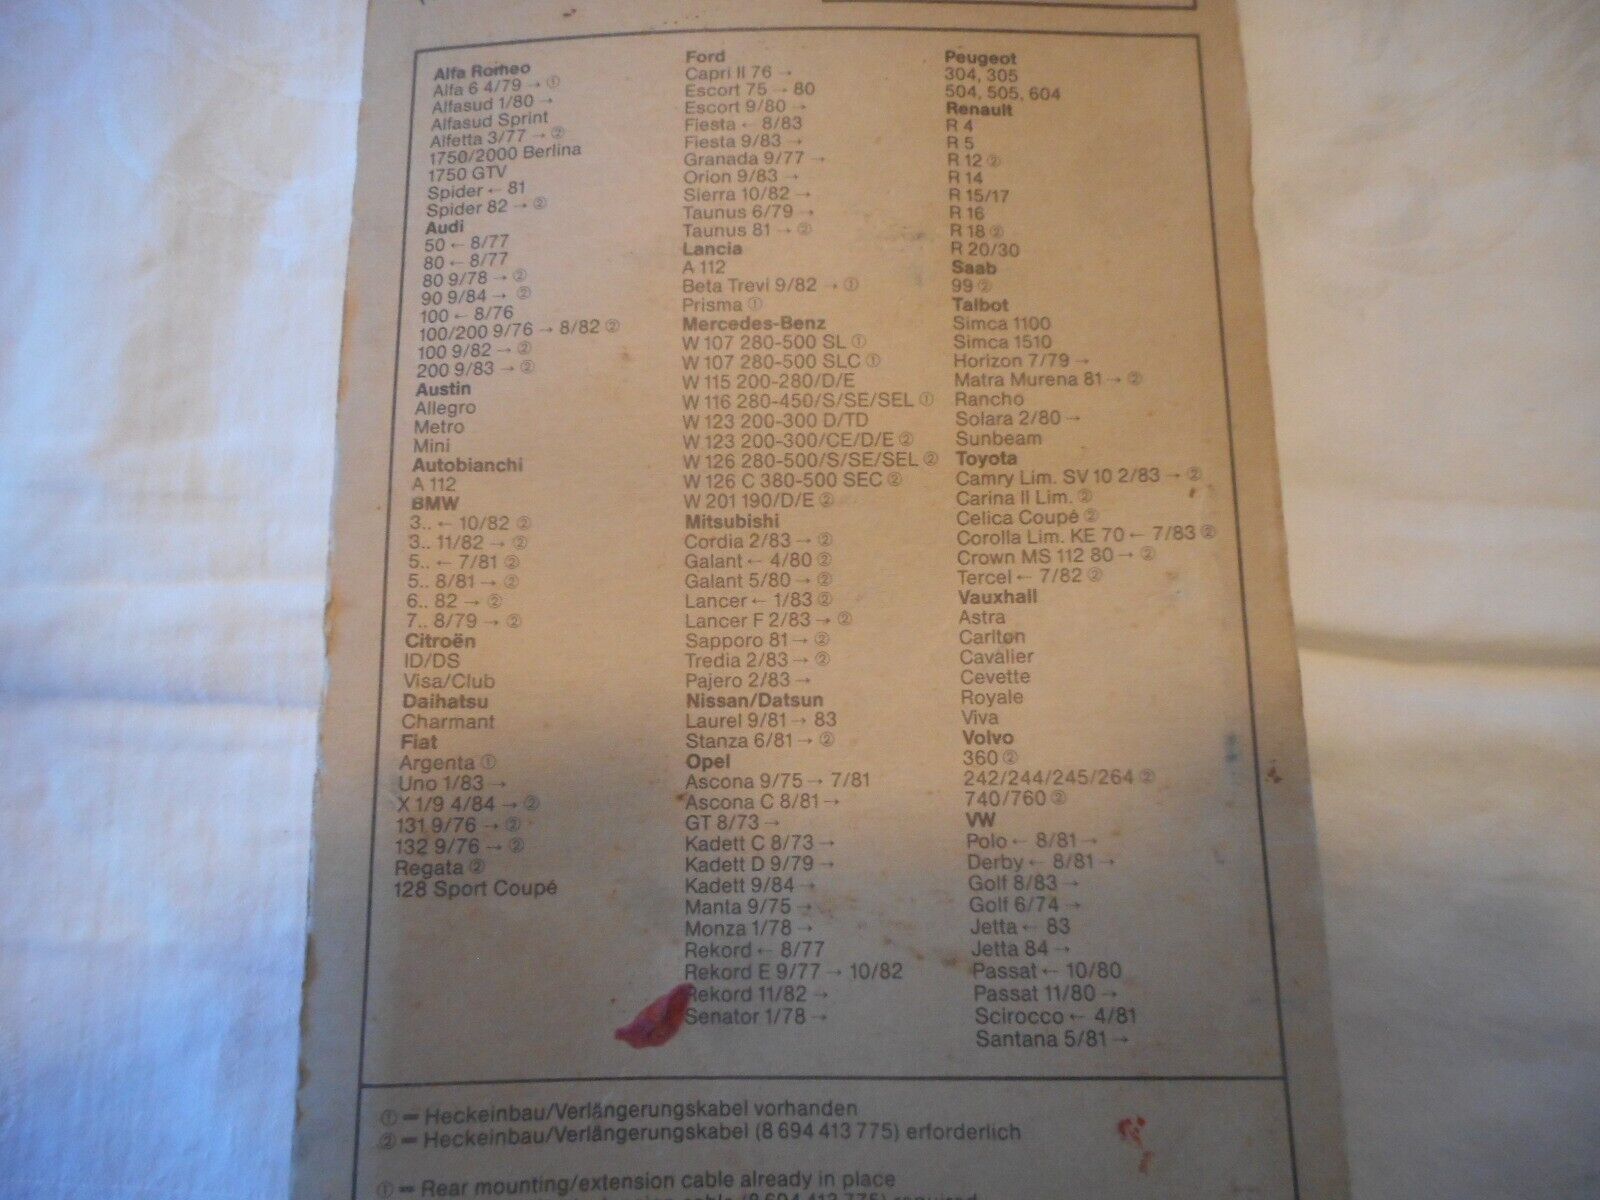 Alfa Romeo
Alfa 6 4/79 → ①
Alfasud 1/80 →
Alfasud Sprint
Alfetta 3/77 → ②
1750/2000 Berlina
1750 GTV
Spider ← 81
Spider 82 → ②
Audi
50 ← 8/77
80 ← 8/77
80 9/78 → ②
90 9/84 → ②
100 ← 8/76
100/200 9/76 → 8/82 ②
100 9/82 → ②
200 9/83 → ②
Austin
Allegro
Metro
Mini
Autobianchi
A 112
BMW
3.. ← 10/82 ②
3.. 11/82 → ②
5.. ← 7/81 ②
5.. 8/81 → ②
6.. 82 → ②
7.. 8/79 → ②
Citroën
ID/DS
Visa/Club
Daihatsu
Charmant
Fiat
Argenta ①
Uno 1/83 →
X 1/9 4/84 → ②
131 9/76 → ②
132 9/76 → ②
Regata ②
128 Sport Coupé
Ford
Capri II 76 →
Escort 75 → 80
Escort 9/80 →
Fiesta ← 8/83
Fiesta 9/83 →
Granada 9/77 →
Orion 9/83 →
Sierra 10/82 →
Taunus 6/79 →
Taunus 81 → ②
Lancia
A 112
Beta Trevi 9/82 → ①
Prisma ①
Mercedes-Benz
W 107 280-500 SL ①
W 107 280-500 SLC ①
W 115 200-280/D/E
W 116 280-450/S/SE/SEL ①
W 123 200-300 D/TD
W 123 200-300/CE/D/E ②
W 126 280-500/S/SE/SEL ②
W 126 C 380-500 SEC ②
W 201 190/D/E ②
Mitsubishi
Cordia 2/83 → ②
Galant ← 4/80 ②
Galant 5/80 → ②
Lancer ← 1/83 ②
Lancer F 2/83 → ②
Sapporo 81 → ②
Tredia 2/83 → ②
Pajero 2/83 →
Nissan/Datsun
Laurel 9/81 → 83
Stanza 6/81 → ②
Opel
Ascona 9/75 → 7/81
Ascona C 8/81 →
GT 8/73 →
Kadett C 8/73 →
Kadett D 9/79 →
Kadett 9/84 →
Manta 9/75 →
Monza 1/78 →
Rekord ← 8/77
Rekord E 9/77 → 10/82
Rekord 11/82 →
Senator 1/78 →
Peugeot
304, 305
504, 505, 604
Renault
R 4
R 5
R 12 ②
R 14
R 15/17
R 16
R 18 ②
R 20/30
Saab
99 ②
Talbot
Simca 1100
Simca 1510
Horizon 7/79 →
Matra Murena 81 → ②
Rancho
Solara 2/80 →
Sunbeam
Toyota
Camry Lim. SV 10 2/83 → ②
Carina II Lim. ②
Celica Coupé ②
Corolla Lim. KE 70 ← 7/83 ②
Crown MS 112 80 → ②
Tercel ← 7/82 ②
Vauxhall
Astra
Carlton
Cavalier
Cevette
Royale
Viva
Volvo
360 ②
242/244/245/264 ②
740/760 ②
VW
Polo ← 8/81 →
Derby ← 8/81 →
Golf 8/83 →
Golf 6/74 →
Jetta ← 83
Jetta 84 →
Passat ← 10/80
Passat 11/80 →
Scirocco ← 4/81
Santana 5/81 →
① = Heckeinbau/Verlängerungskabel vorhanden
② = Heckeinbau/Verlängerungskabel (8 694 413 775) erforderlich
① = Rear mounting/extension cable already in place
extension cable (8 694 413 775) required